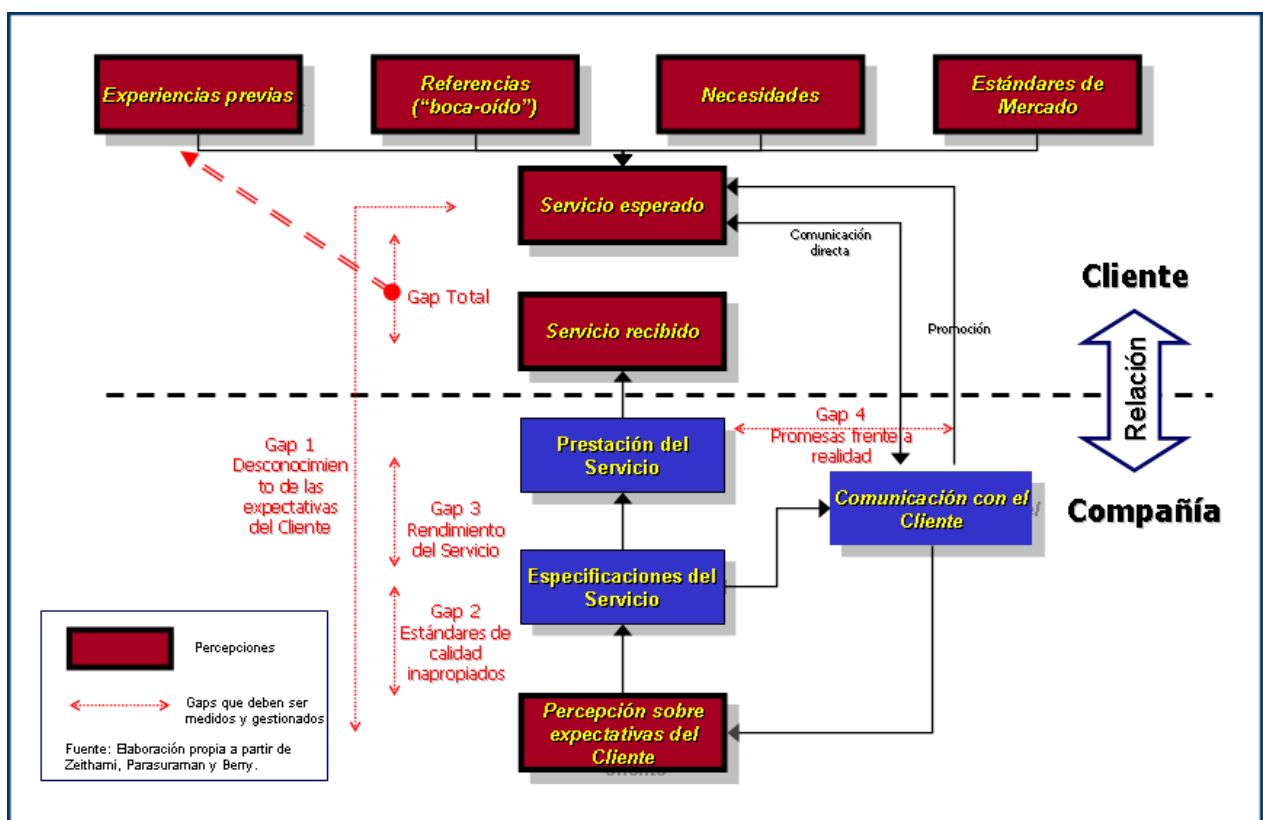 Experiencias previas
Referencias
("boca-oído")
Necesidades
Estándares de
Mercado
Servicio esperado
Comunicación
directa
Gap Total
Servicio recibido
Promoción
Cliente
Relación
Compañía
Gap 1
Desconocimien
to de las
expectativas
del Cliente
Prestación del
Servicio
Gap 4
Promesas frente a
realidad
Gap 3
Rendimiento
del Servicio
Comunicación con el
Cliente
Especificaciones del
Servicio
Gap 2
Estándares de
calidad
inapropiados
Percepción sobre
expectativas del
Cliente
Percepciones
Gaps que deben ser
medidos y gestionados
Fuente: Elaboración propia a partir de
Zeithaml, Parasuraman y Berry.